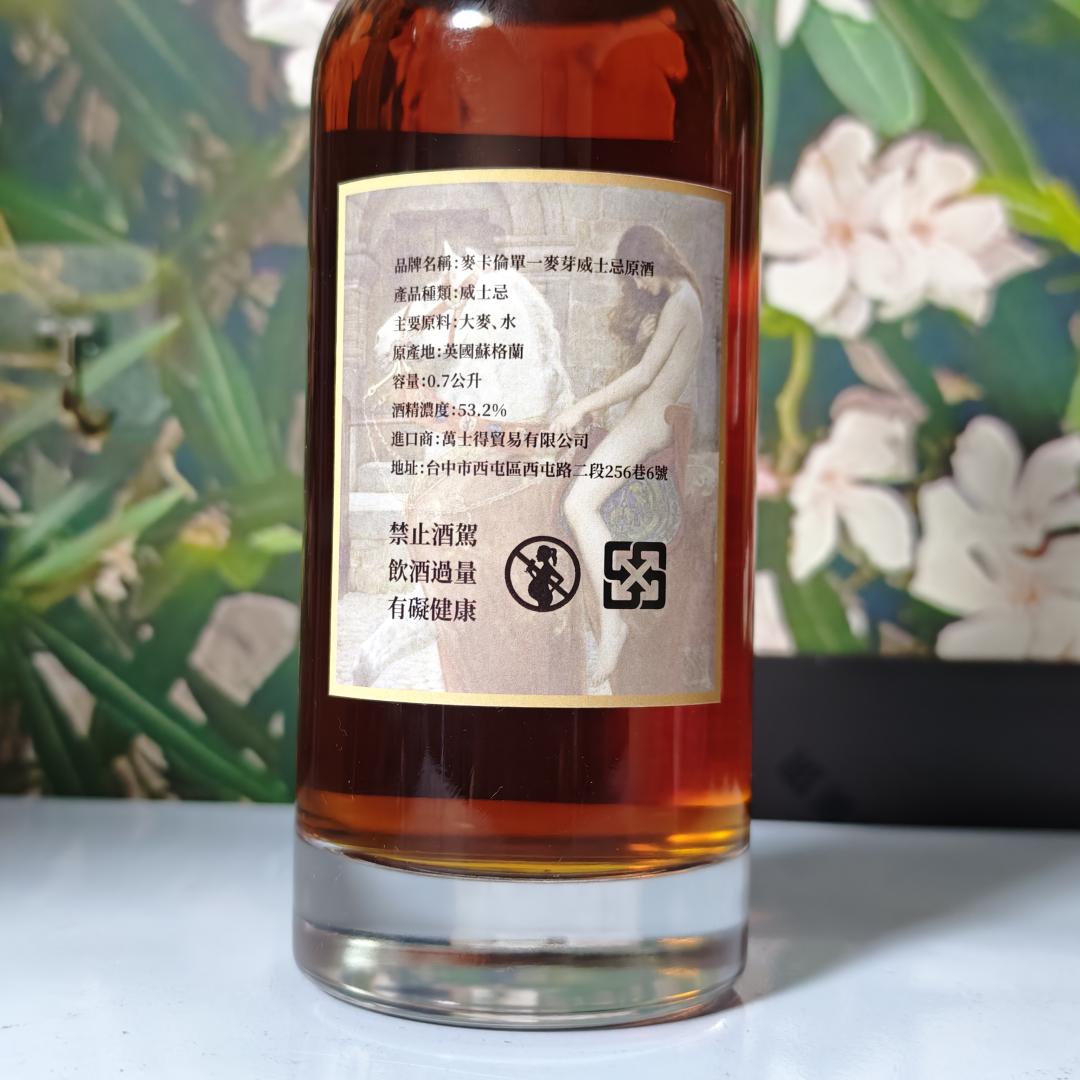 品牌名稱:麥卡倫單一麥芽威士忌原酒
產品種類:威士忌
主要原料:大麥、水
原產地:英國蘇格蘭
容量:0.7公升
酒精濃度:53.2%
進口商:萬士得貿易有限公司
地址:台中市西屯區西屯路二段256巷6號
禁止酒駕
飲酒過量
有礙健康